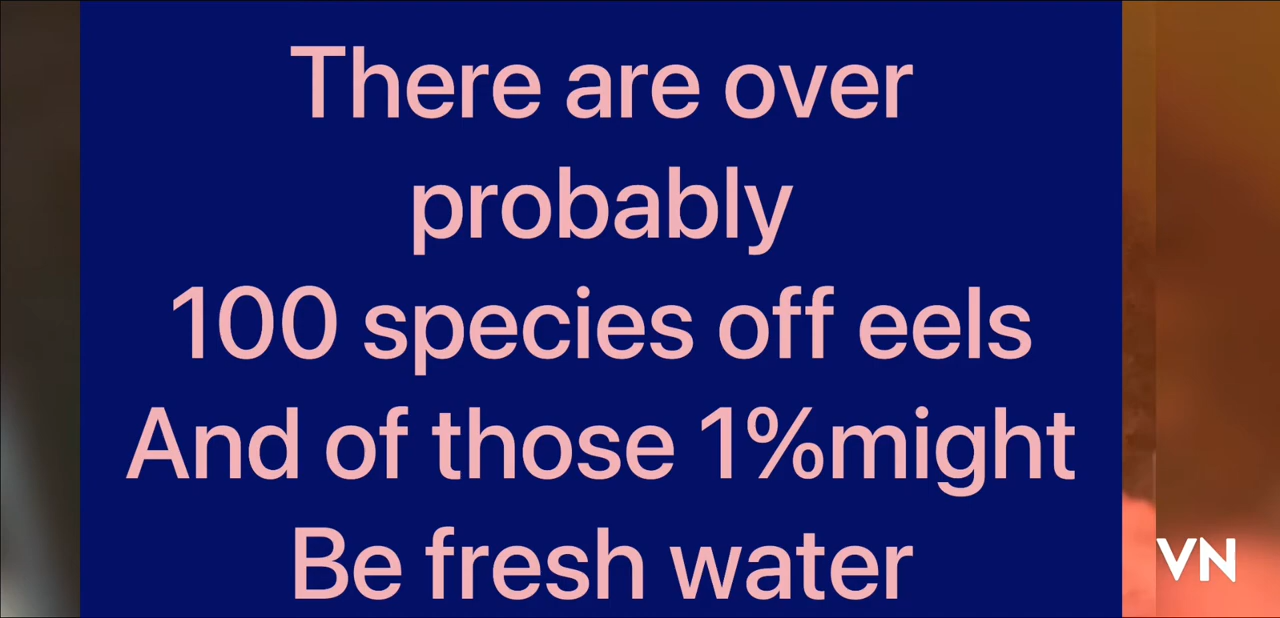 There are over
probably
100 species off eels
And of those 1%might
Be fresh water
VN